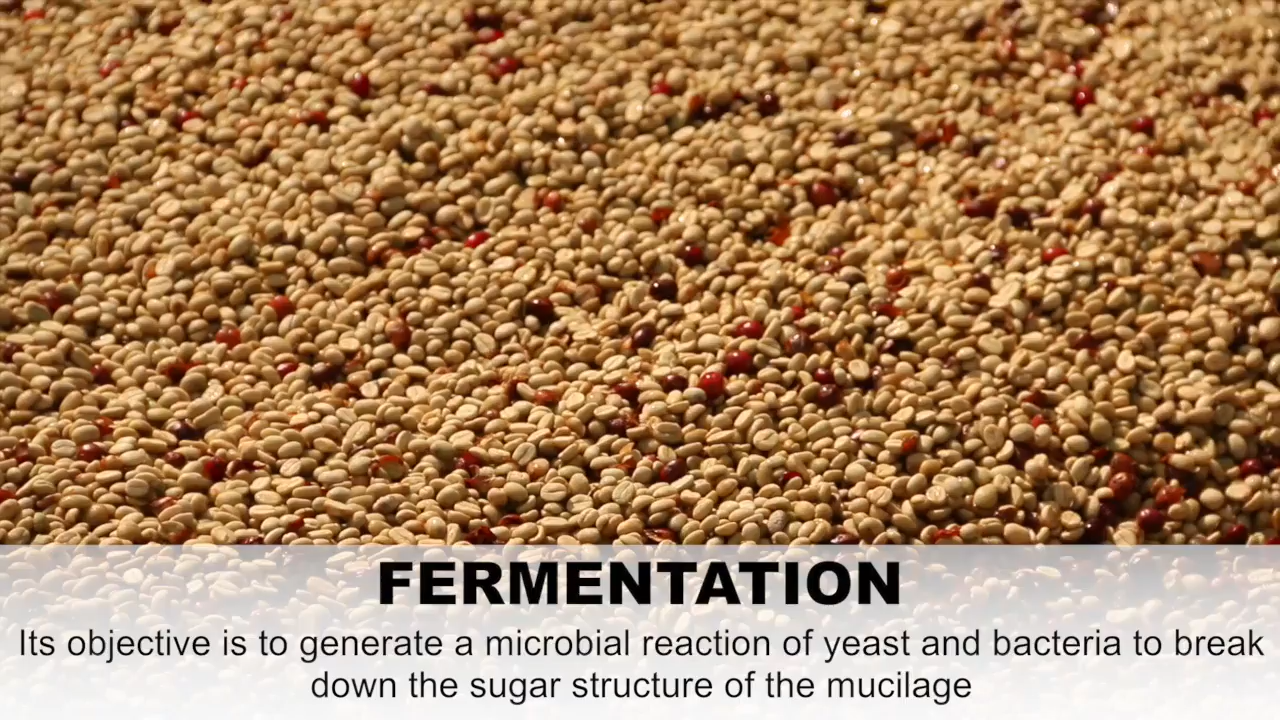 FERMENTATION
Its objective is to generate a microbial reaction of yeast and bacteria to break
down the sugar structure of the mucilage